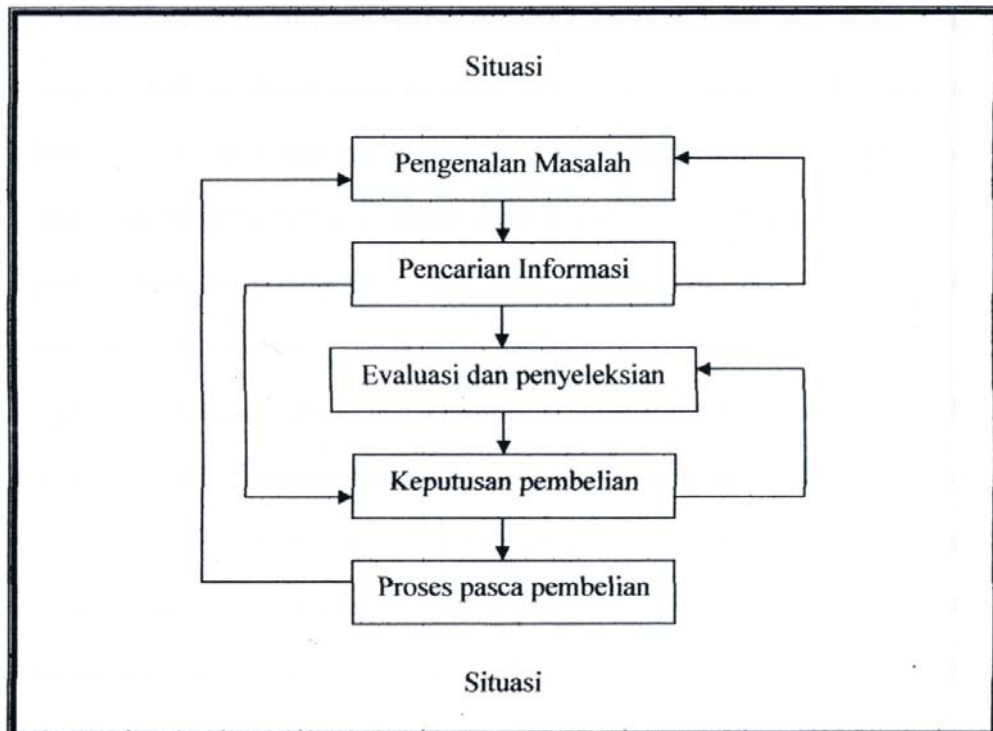 Situasi
Pengenalan Masalah
Pencarian Informasi
Evaluasi dan penyeleksian
Keputusan pembelian
Proses pasca pembelian
Situasi